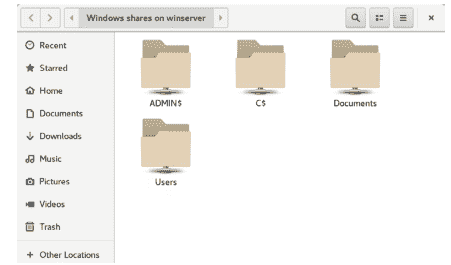 Windows shares on winserver
Recent
Starred
Home
Documents
Downloads
Music
Pictures
Videos
Trash
+ Other Locations
ADMIN$
C$
Documents
Users